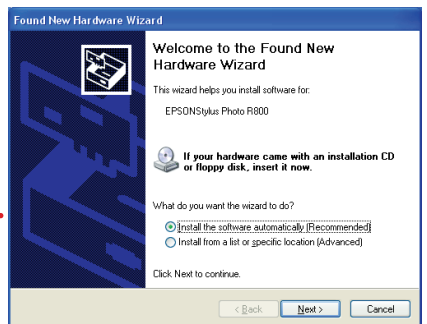 Found New Hardware Wizard
Welcome to the Found New
Hardware Wizard
This wizard helps you install software for:
EPSONStylus Photo R800
If your hardware came with an installation CD
or floppy disk, insert it now.
What do you want the wizard to do?
Install the software automatically (Recommended)
Install from a list or specific location (Advanced)
Click Next to continue.
< Back Next > Cancel